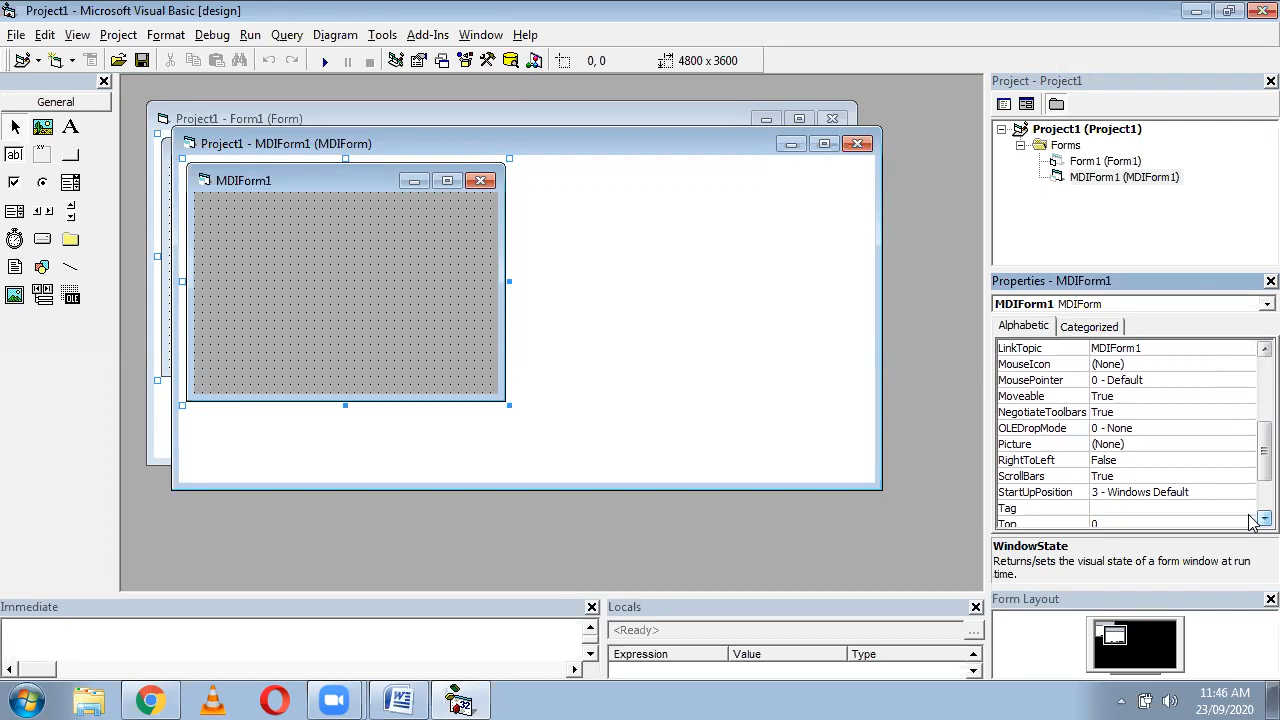 Project1 - Microsoft Visual Basic [design]
File Edit View Project Format Debug Run Query Diagram Tools Add-Ins Window Help
0, 0
4800 x 3600
General
A
ab
OLE
Project1 - Form1 (Form)
Project1 - MDIForm1 (MDIForm)
MDIForm1
Project - Project1
Project1 (Project1)
Forms
Form1 (Form1)
MDIForm1 (MDIForm1)
Properties - MDIForm1
MDIForm1 MDIForm
Alphabetic Categorized
LinkTopic MDIForm1
MouseIcon (None)
MousePointer 0 - Default
Moveable True
NegotiateToolbars True
OLEDropMode 0 - None
Picture (None)
RightToLeft False
ScrollBars True
StartUpPosition 3 - Windows Default
Tag
Top 0
WindowState
Returns/sets the visual state of a form window at run
time.
Form Layout
Immediate
Locals
<Ready>
...
Expression Value Type
32
11:46 AM
23/09/2020